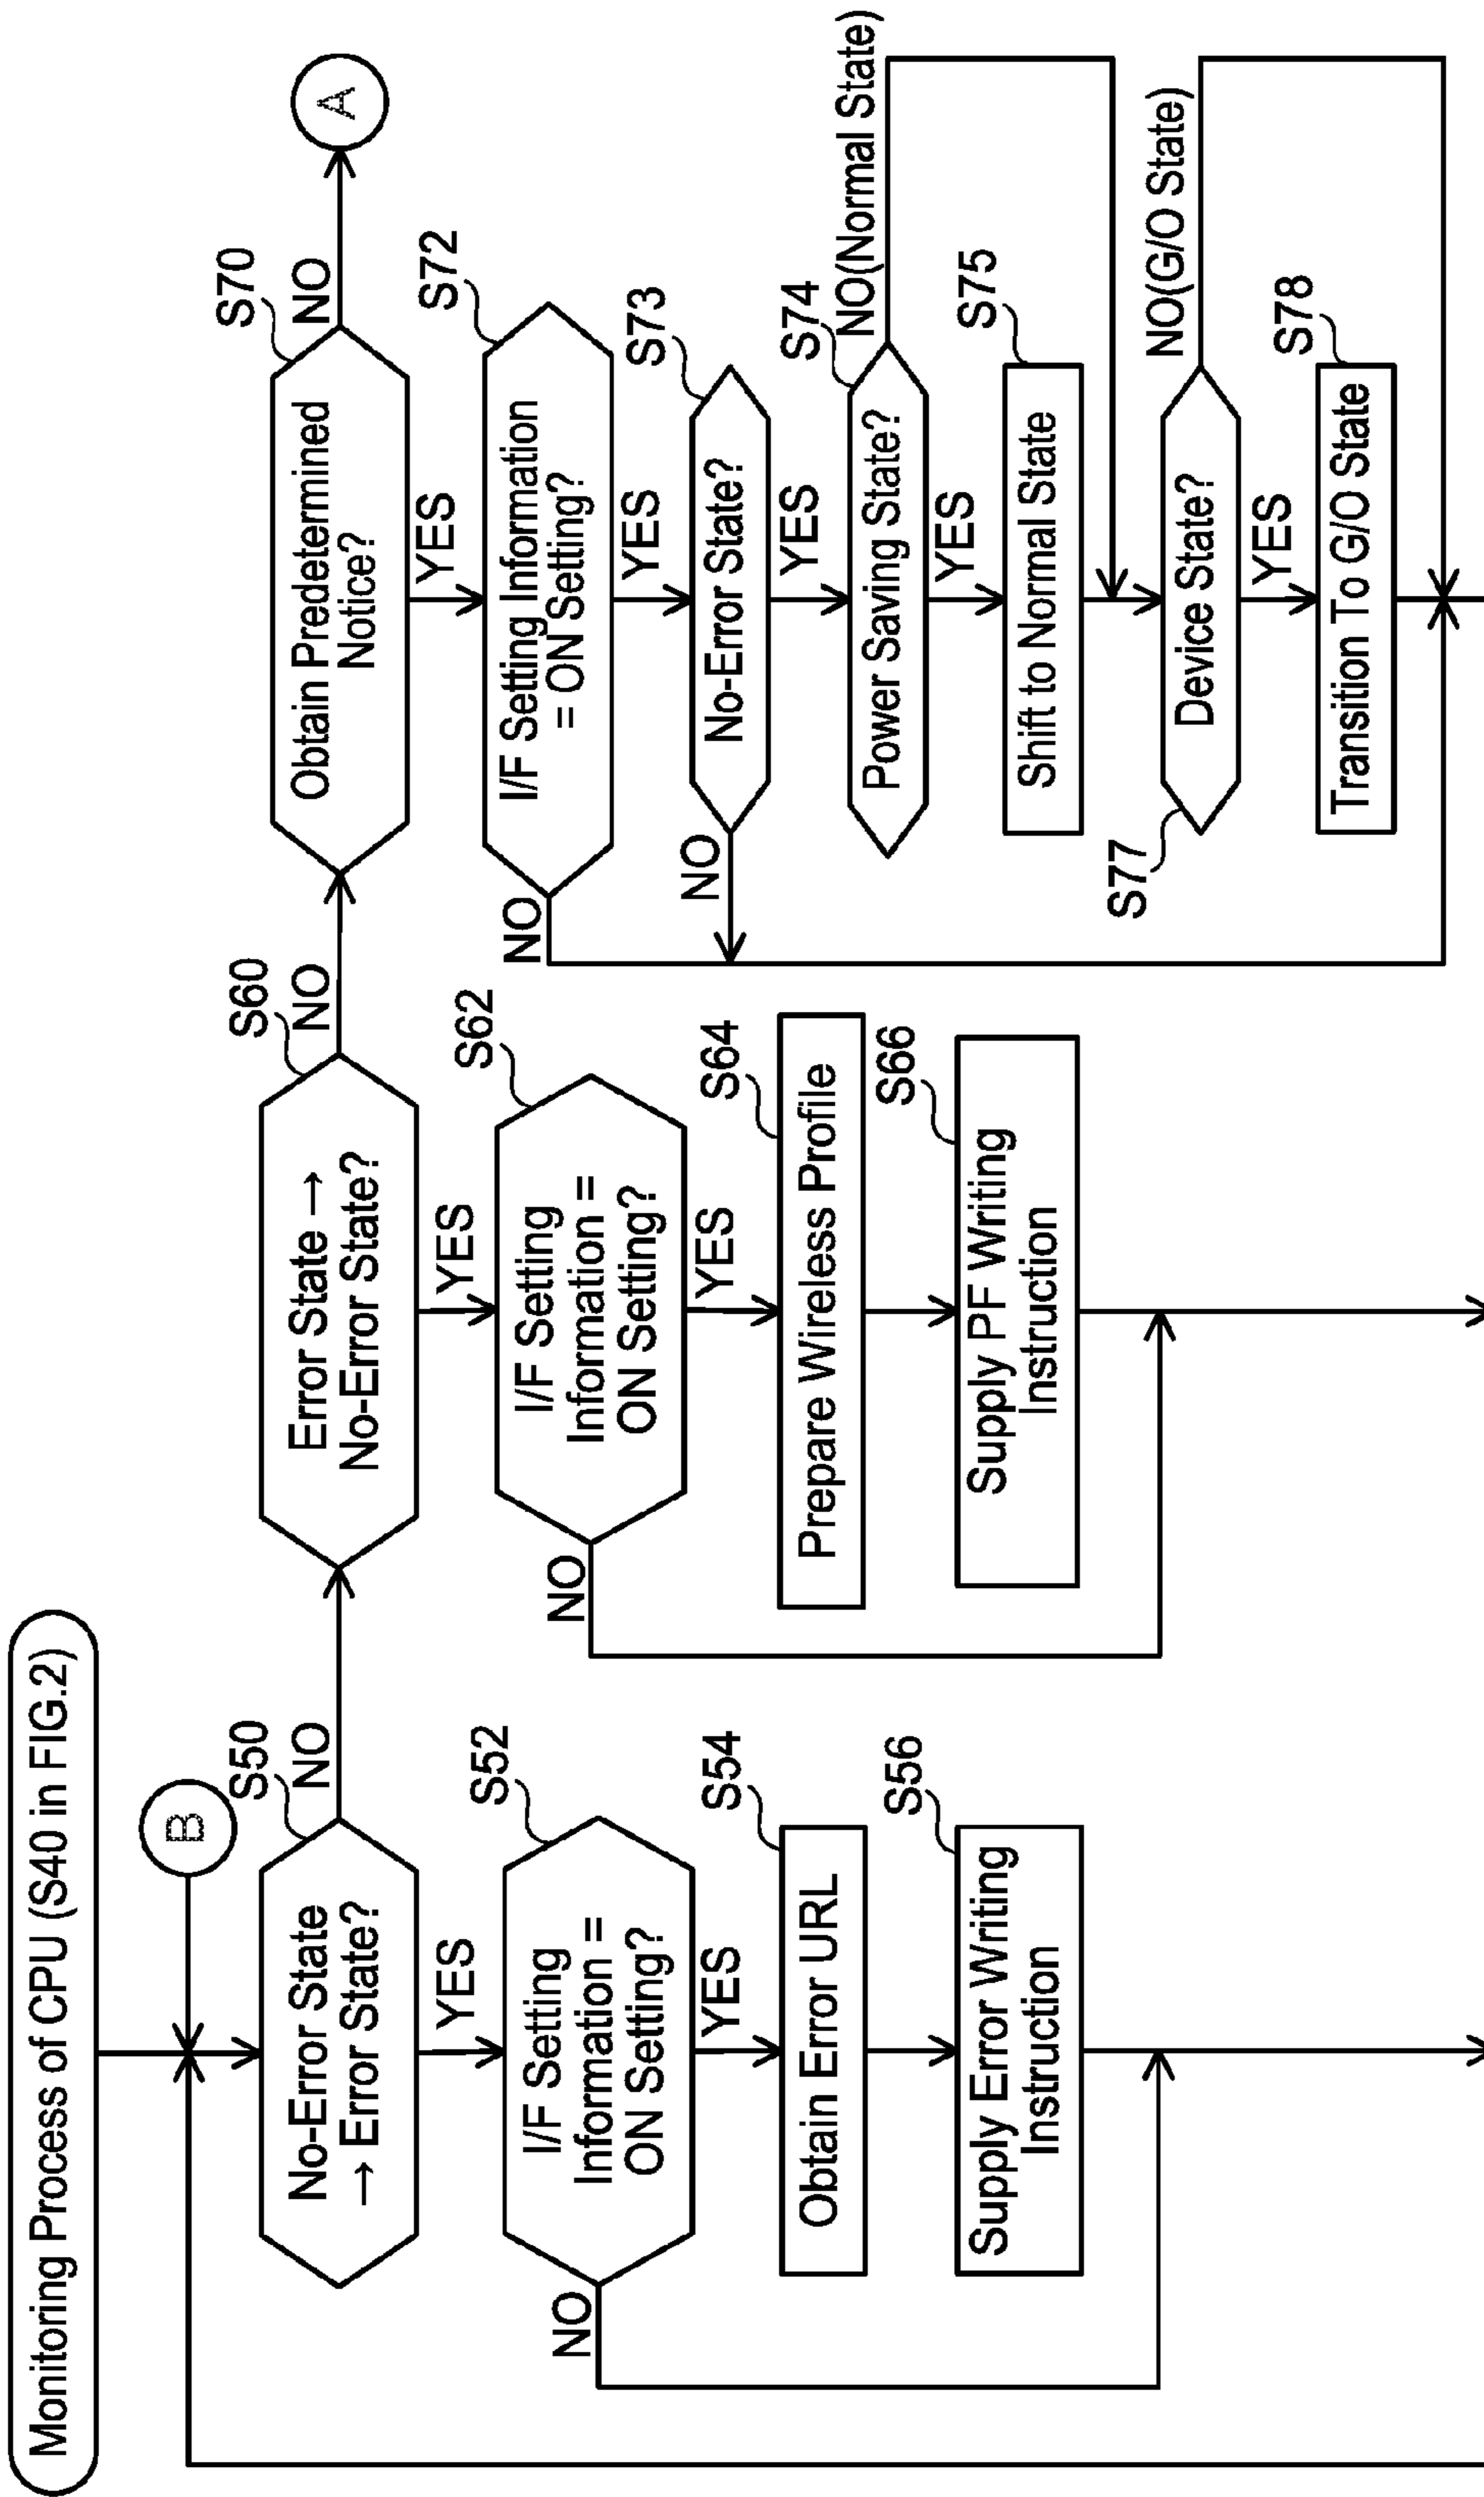 Monitoring Process of CPU (S40 in FIG.2)
B
S50
No-Error State
→ Error State?
NO
YES
S52
I/F Setting
Information =
ON Setting?
NO
YES
S54
Obtain Error URL
S56
Supply Error Writing
Instruction
S60
Error State →
No-Error State?
NO
YES
S62
I/F Setting
Information =
ON Setting?
NO
YES
S64
Prepare Wireless Profile
S66
Supply PF Writing
Instruction
S70
Obtain Predetermined
Notice?
NO
A
YES
S72
I/F Setting Information
= ON Setting?
NO
YES
S73
No-Error State?
NO
YES
S74
Power Saving State?
NO(Normal State)
YES
S75
Shift to Normal State
S77
Device State?
NO(G/O State)
YES
S78
Transition To G/O State